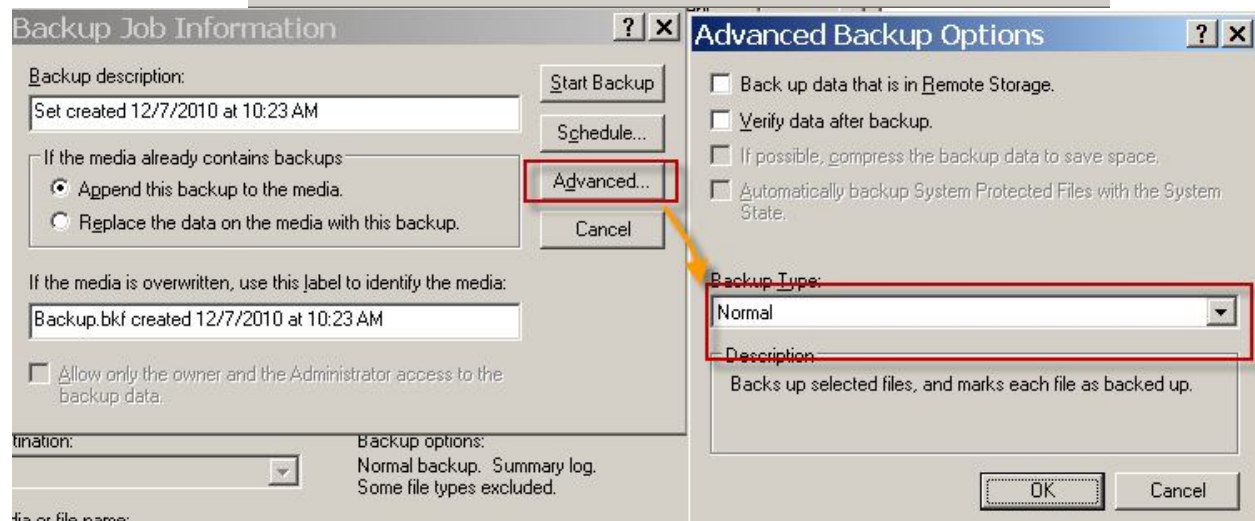 Backup Job Information
Backup description:
Set created 12/7/2010 at 10:23 AM
If the media already contains backups
Append this backup to the media.
Replace the data on the media with this backup.
If the media is overwritten, use this label to identify the media:
Backup.bkf created 12/7/2010 at 10:23 AM
Allow only the owner and the Administrator access to the
backup data.
Start Backup
Schedule...
Advanced...
Cancel
tination:
Backup options:
Normal backup. Summary log.
Some file types excluded.
dia or file name:
Advanced Backup Options
Back up data that is in Remote Storage.
Verify data after backup.
If possible, compress the backup data to save space.
Automatically backup System Protected Files with the System
State.
Backup Type:
Normal
Description
Backs up selected files, and marks each file as backed up.
OK
Cancel